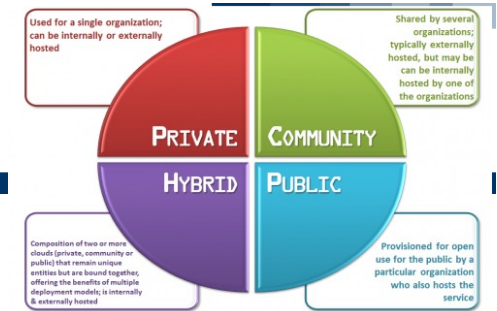 Used for a single organization;
can be internally or externally
hosted
Shared by several
organizations;
typically externally
hosted, but may be
can be internally
hosted by one of
the organizations
PRIVATE
COMMUNITY
HYBRID
PUBLIC
Composition of two or more
clouds (private, community or
public) that remain unique
entities but are bound together,
offering the benefits of multiple
deployment models; is internally
& externally hosted
Provisioned for open
use for the public by a
particular organization
who also hosts the
service